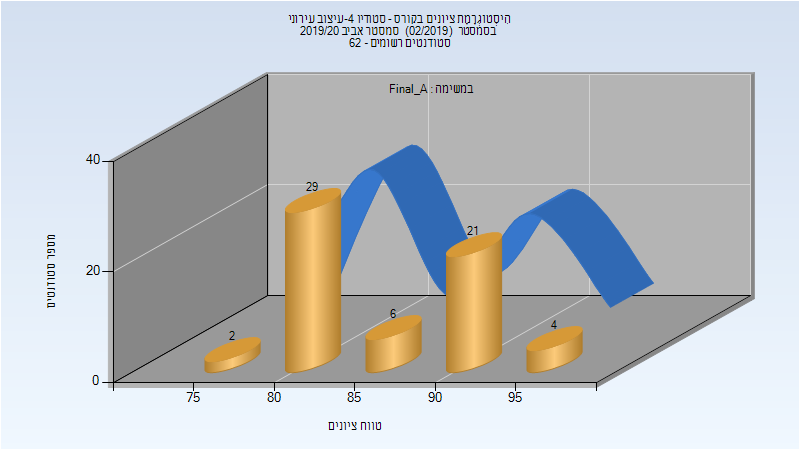 היסטוגרמת ציונים בקורס - סטודיו 4-עיצוב עירוני
בסמסטר (02/2019) סמסטר אביב 2019/20
סטודנטים רשומים - 62
במשימה : Final_A
מספר סטודנטים
40
20
0
29
21
2
6
4
75
80
85
90
95
טווח ציונים